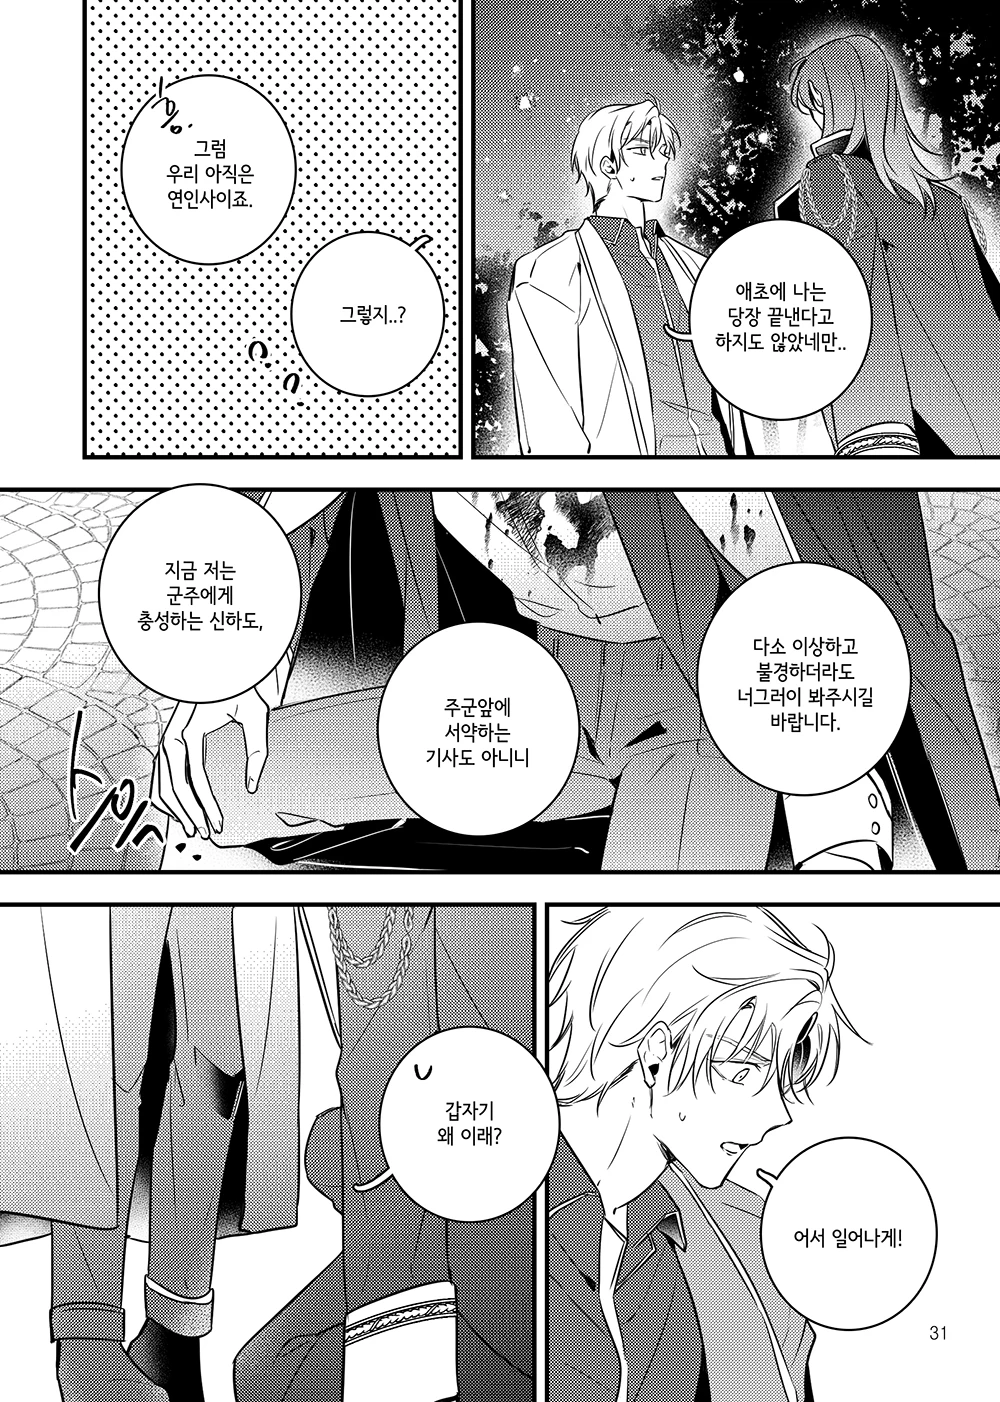 애초에 나는
당장 끝낸다고
하지도 않았네만..
그럼
우리 아직은
연인사이죠.
그렇지..?
다소 이상하고
불경하더라도
너그러이 봐주시길
바랍니다.
주군앞에
서약하는
기사도 아니니
지금 저는
군주에게
충성하는 신하도,
어서 일어나게!
갑자기
왜 이래?
31